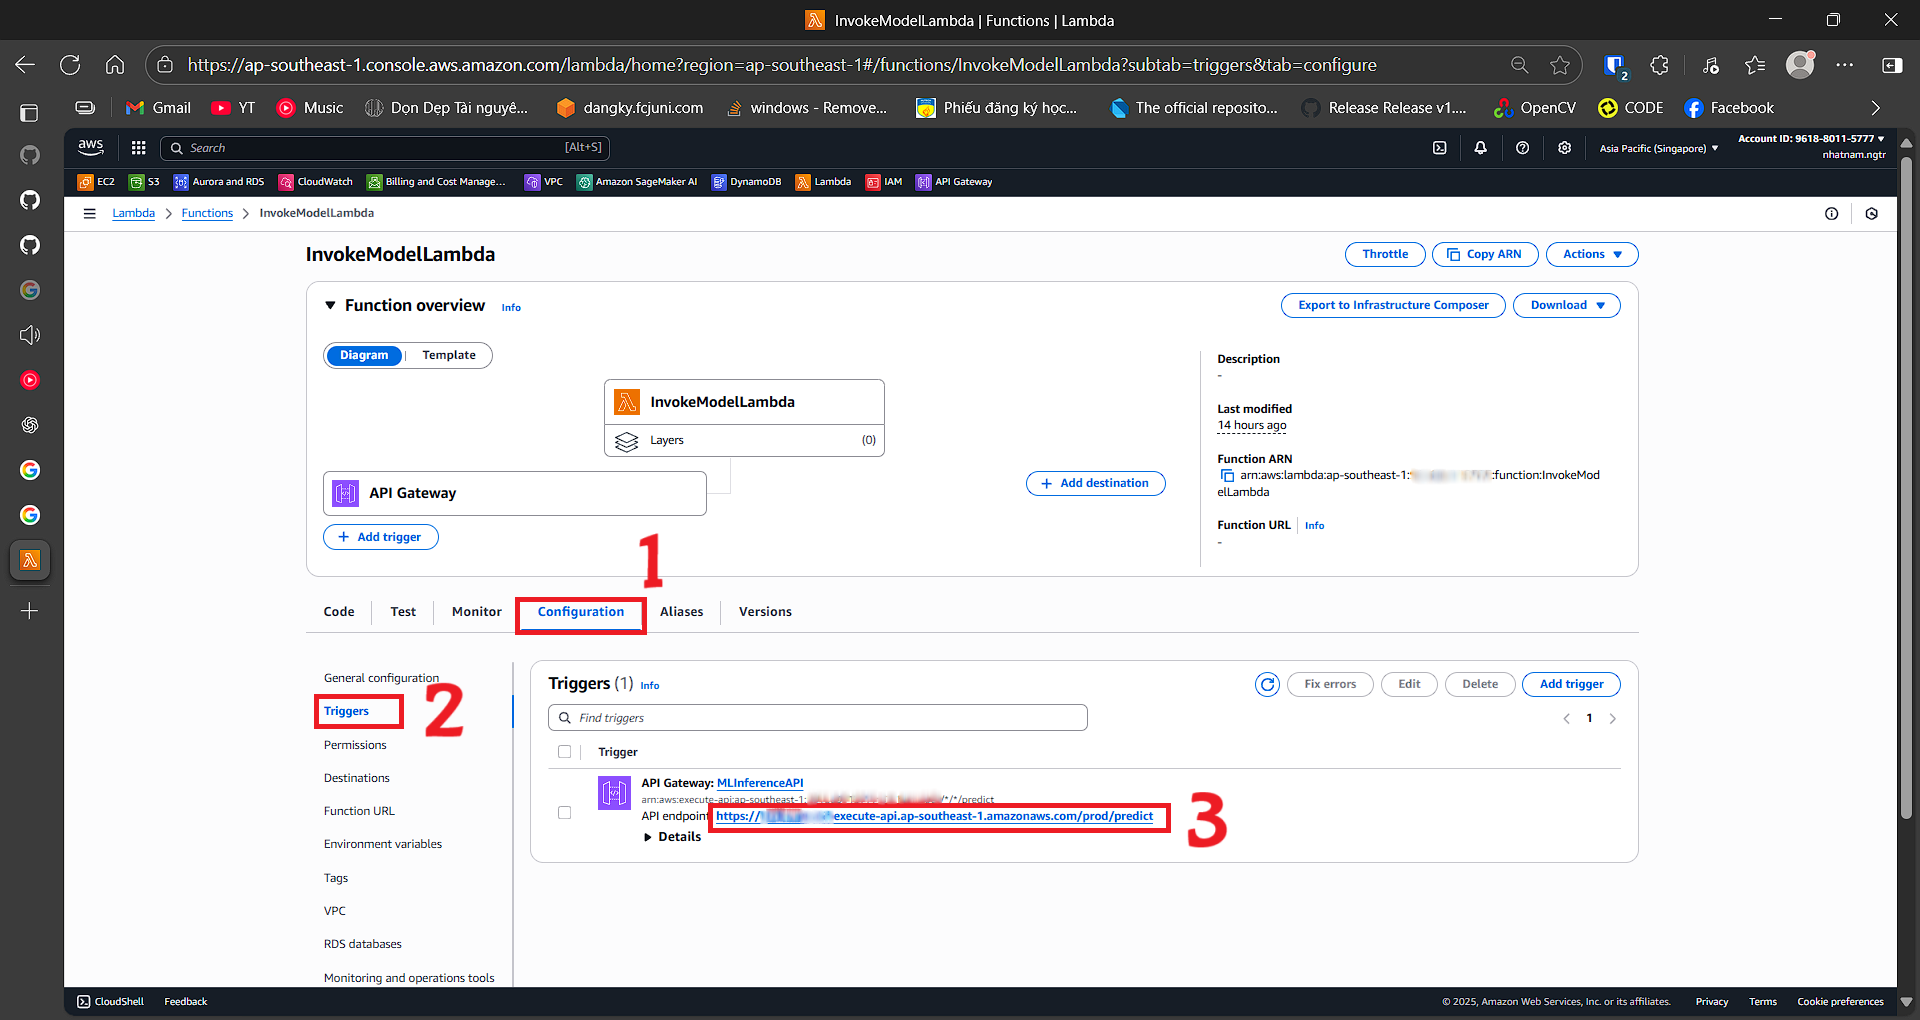 InvokeModelLambda | Functions | Lambda
https://ap-southeast-1.console.aws.amazon.com/lambda/home?region=ap-southeast-1#/functions/InvokeModelLambda?subtab=triggers&tab=configure
2
Gmail
YT
Music
Dọn Dẹp Tài nguyê...
dangky.fcjuni.com
windows - Remove...
Phiếu đăng ký học...
The official reposito...
Release Release v1....
OpenCV
CODE
Facebook
aws
Search
[Alt+S]
Asia Pacific (Singapore)
Account ID: 9618-8011-5777
nhatnam.ngtr
EC2
S3
Aurora and RDS
CloudWatch
Billing and Cost Manage...
VPC
Amazon SageMaker AI
DynamoDB
Lambda
IAM
API Gateway
Lambda
Functions
InvokeModelLambda
InvokeModelLambda
Throttle
Copy ARN
Actions
Function overview
Info
Export to Infrastructure Composer
Download
Diagram
Template
InvokeModelLambda
Layers
(0)
API Gateway
+ Add trigger
+ Add destination
Description
-
Last modified
14 hours ago
Function ARN
arn:aws:lambda:ap-southeast-1: :function:InvokeMod
elLambda
Function URL
Info
-
1
Code
Test
Monitor
Configuration
Aliases
Versions
General configuration
Triggers
2
Permissions
Destinations
Function URL
Environment variables
Tags
VPC
RDS databases
Monitoring and operations tools
Triggers (1)
Info
Fix errors
Edit
Delete
Add trigger
Find triggers
1
Trigger
API Gateway: MLInferenceAPI
arn:aws:execute-api:ap-southeast-1: /*/*/predict
API endpoint https:// execute-api.ap-southeast-1.amazonaws.com/prod/predict
3
Details
CloudShell
Feedback
© 2025, Amazon Web Services, Inc. or its affiliates.
Privacy
Terms
Cookie preferences